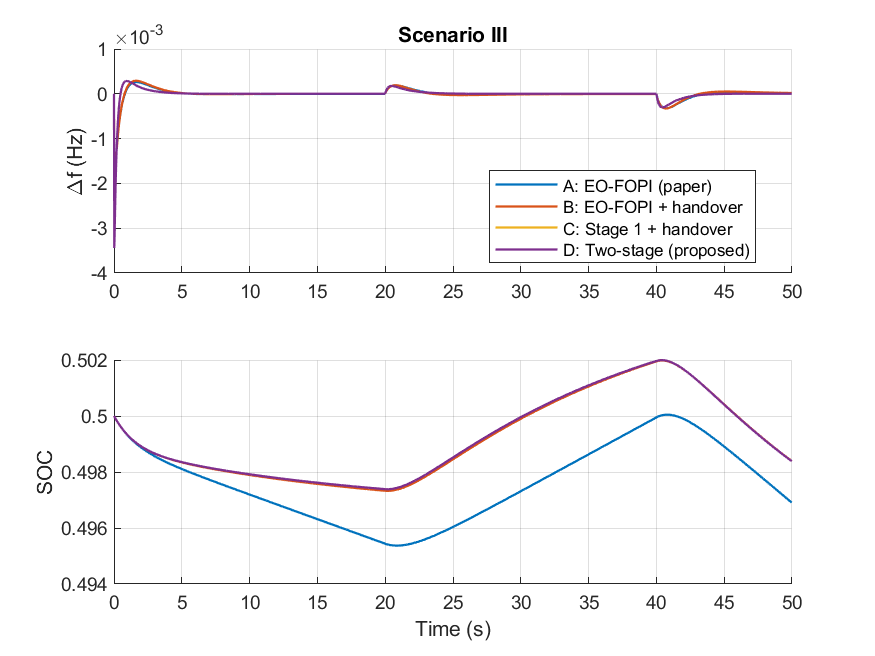 Scenario III
×10⁻³
1
0
-1
-2
-3
-4
Δf (Hz)
A: EO-FOPI (paper)
B: EO-FOPI + handover
C: Stage 1 + handover
D: Two-stage (proposed)
0 5 10 15 20 25 30 35 40 45 50
0.502
0.5
0.498
0.496
0.494
SOC
0 5 10 15 20 25 30 35 40 45 50
Time (s)